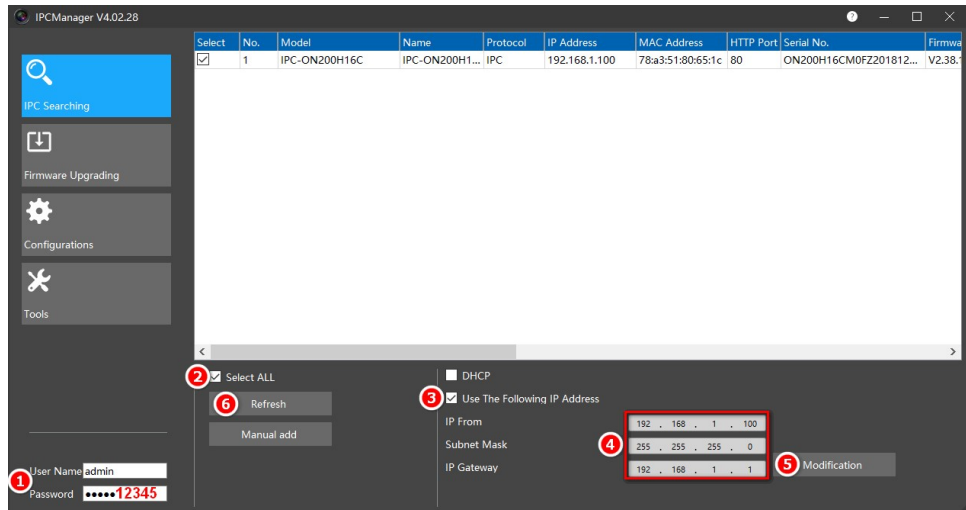 IPCManager V4.02.28
?
Select No. Model Name Protocol IP Address MAC Address HTTP Port Serial No. Firmwa
1 IPC-ON200H16C IPC-ON200H1... IPC 192.168.1.100 78:a3:51:80:65:1c 80 ON200H16CM0FZ201812... V2.38.1
IPC Searching
Firmware Upgrading
Configurations
Tools
2 Select ALL
DHCP
3 Use The Following IP Address
6 Refresh
IP From 192 . 168 . 1 . 100
Manual add
Subnet Mask 4 255 . 255 . 255 . 0
IP Gateway 192 . 168 . 1 . 1 5 Modification
1
User Name admin
Password •••••12345